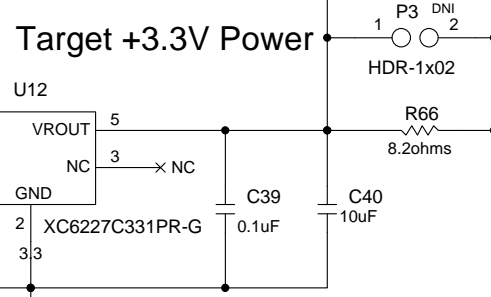 P3 DNI
1 2
Target +3.3V Power
HDR-1x02
U12
VROUT 5
R66
8.2ohms
NC 3 NC
GND
C39
C40
2 XC6227C331PR-G
0.1uF
10uF
3.3